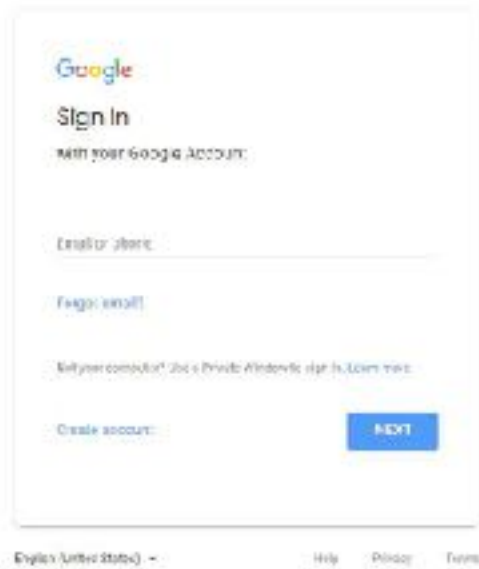 Google
Sign in
with your Google Account
Email or phone
Forgot email?
Not your computer? Use a Private Window to sign in. Learn more
Create account
NEXT
English (United States)
Help Privacy Terms